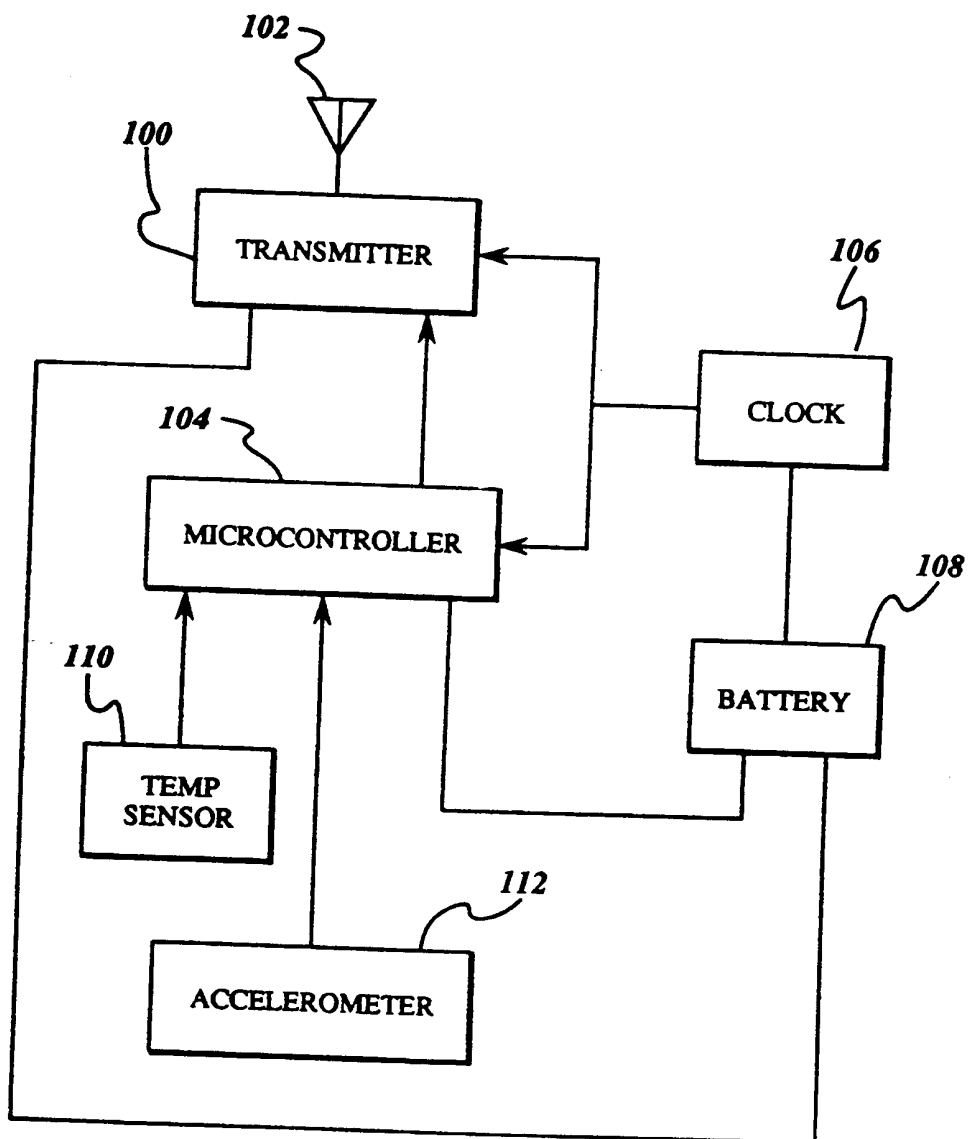 102
100
TRANSMITTER
106
CLOCK
104
MICROCONTROLLER
108
BATTERY
110
TEMP
SENSOR
112
ACCELEROMETER